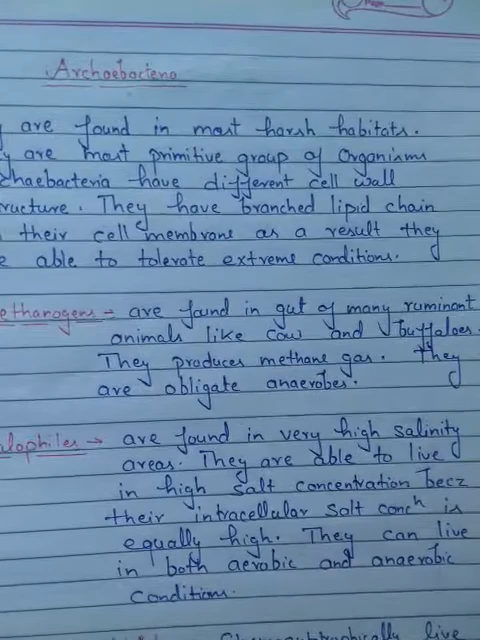 Archaebacteria
y are found in most harsh habitats.
y are most primitive group of Organisms
chaebacteria have different cell wall
ructure. They have branched lipid chain
their cell membrane as a result they
e able to tolerate extreme conditions.
ethanogens - are found in gut of many ruminant
animals like cow and buffaloes.
They produces methane gas. They
are obligate anaerobes.
alophiles → are found in very high salinity
areas. They are able to live
in high salt concentration becz
their intracellular salt concn is
equally high. They can live
in both aerobic and anaerobic
conditions.
live